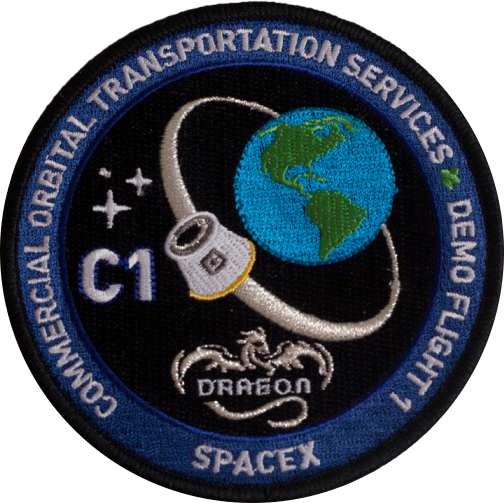 COMMERCIAL ORBITAL TRANSPORTATION SERVICES DEMO FLIGHT 1
C1
DRAGON
SPACEX